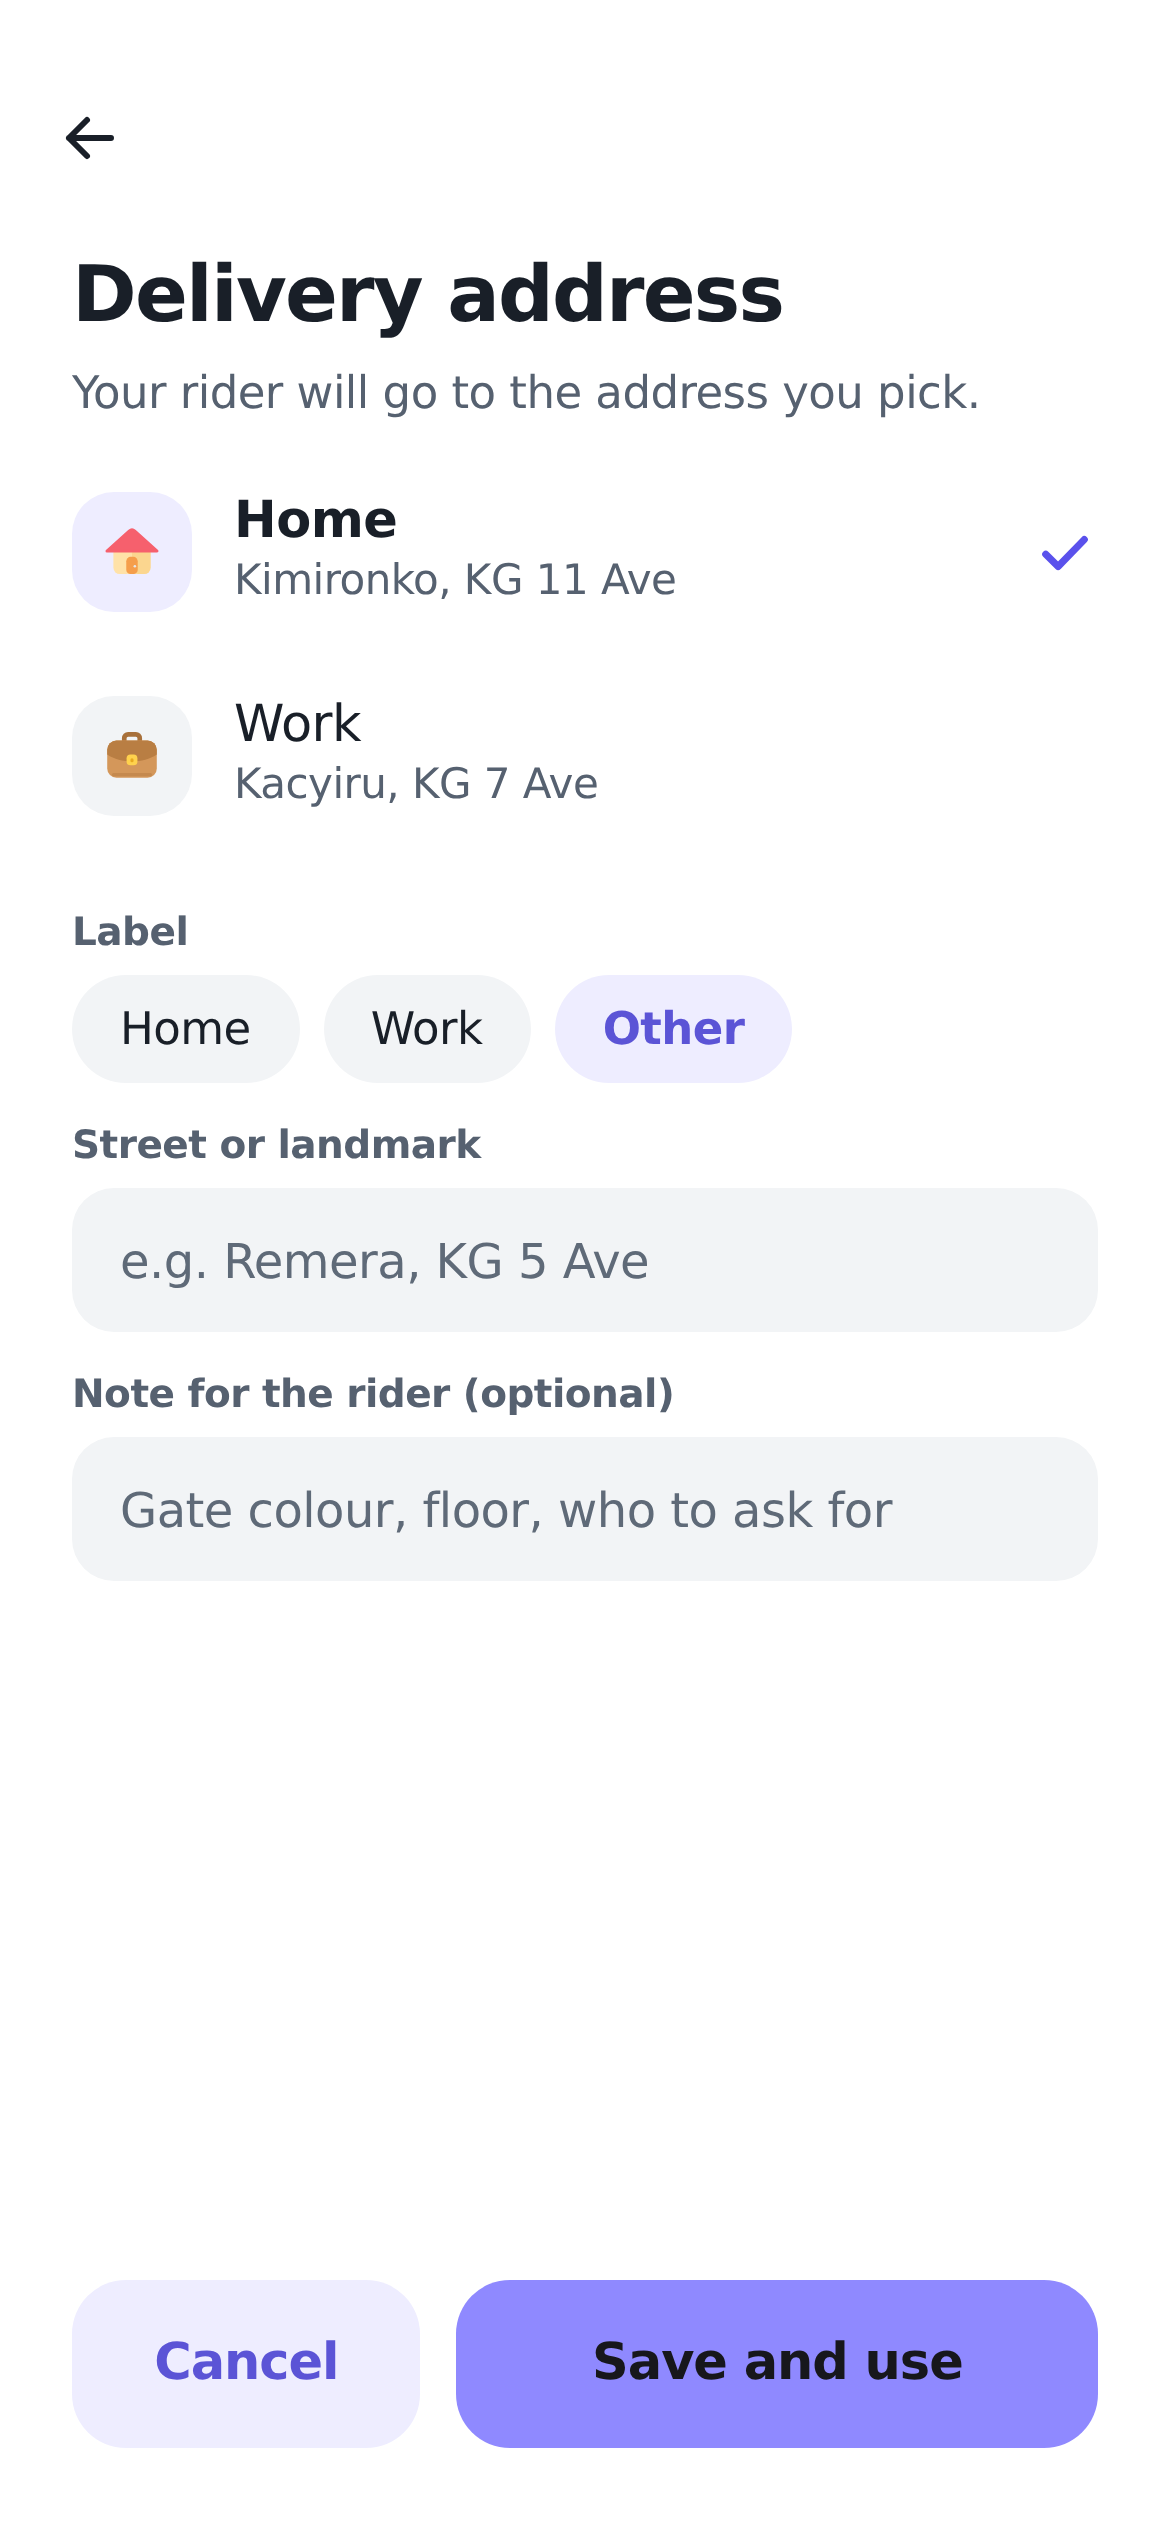 Delivery address
Your rider will go to the address you pick.
Home
Kimironko, KG 11 Ave
Work
Kacyiru, KG 7 Ave
Label
Home Work Other
Street or landmark
e.g. Remera, KG 5 Ave
Note for the rider (optional)
Gate colour, floor, who to ask for
Cancel Save and use